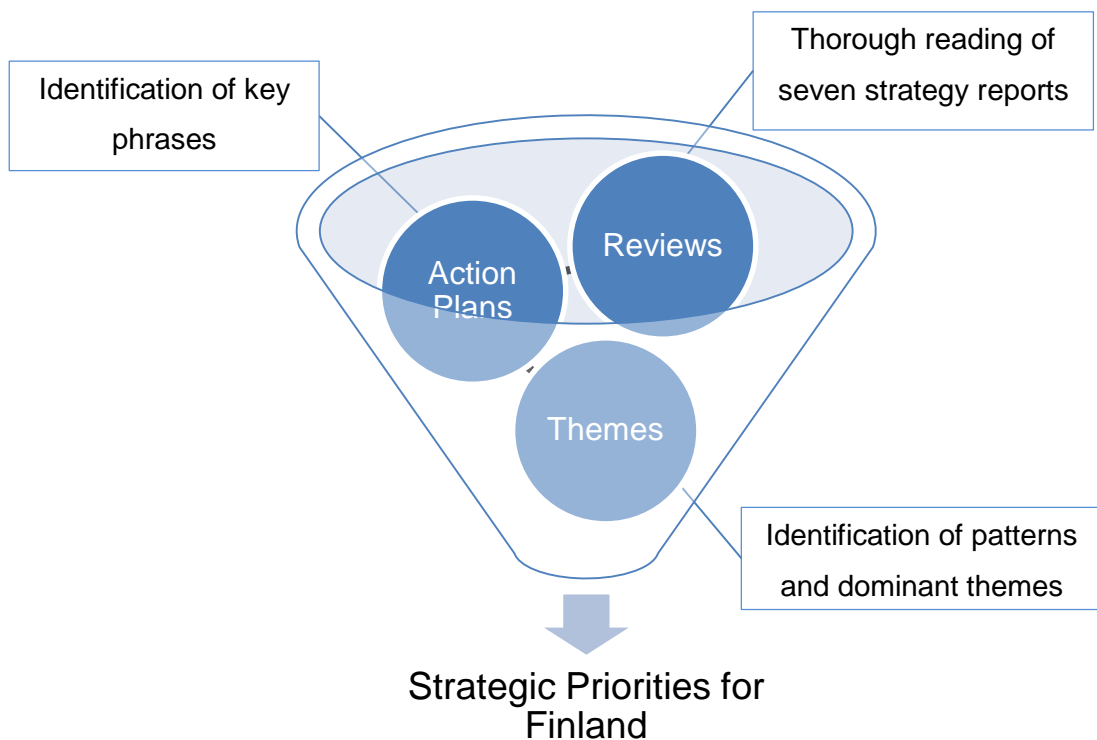 Thorough reading of
seven strategy reports
Identification of key
phrases
Reviews
Action
Plans
Themes
Identification of patterns
and dominant themes
Strategic Priorities for
Finland